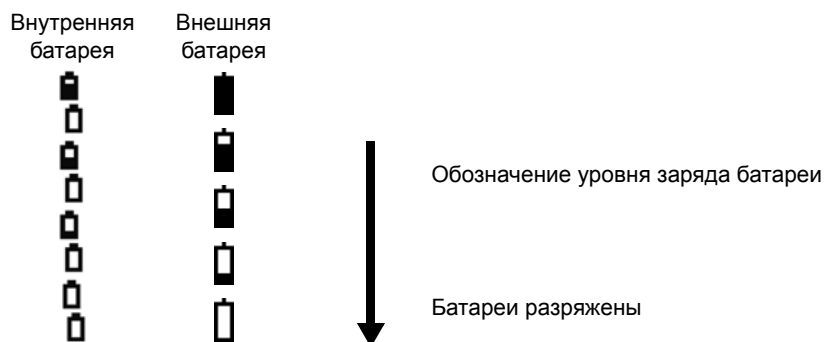 Внутренняя
батарея
Внешняя
батарея
Обозначение уровня заряда батареи
Батареи разряжены